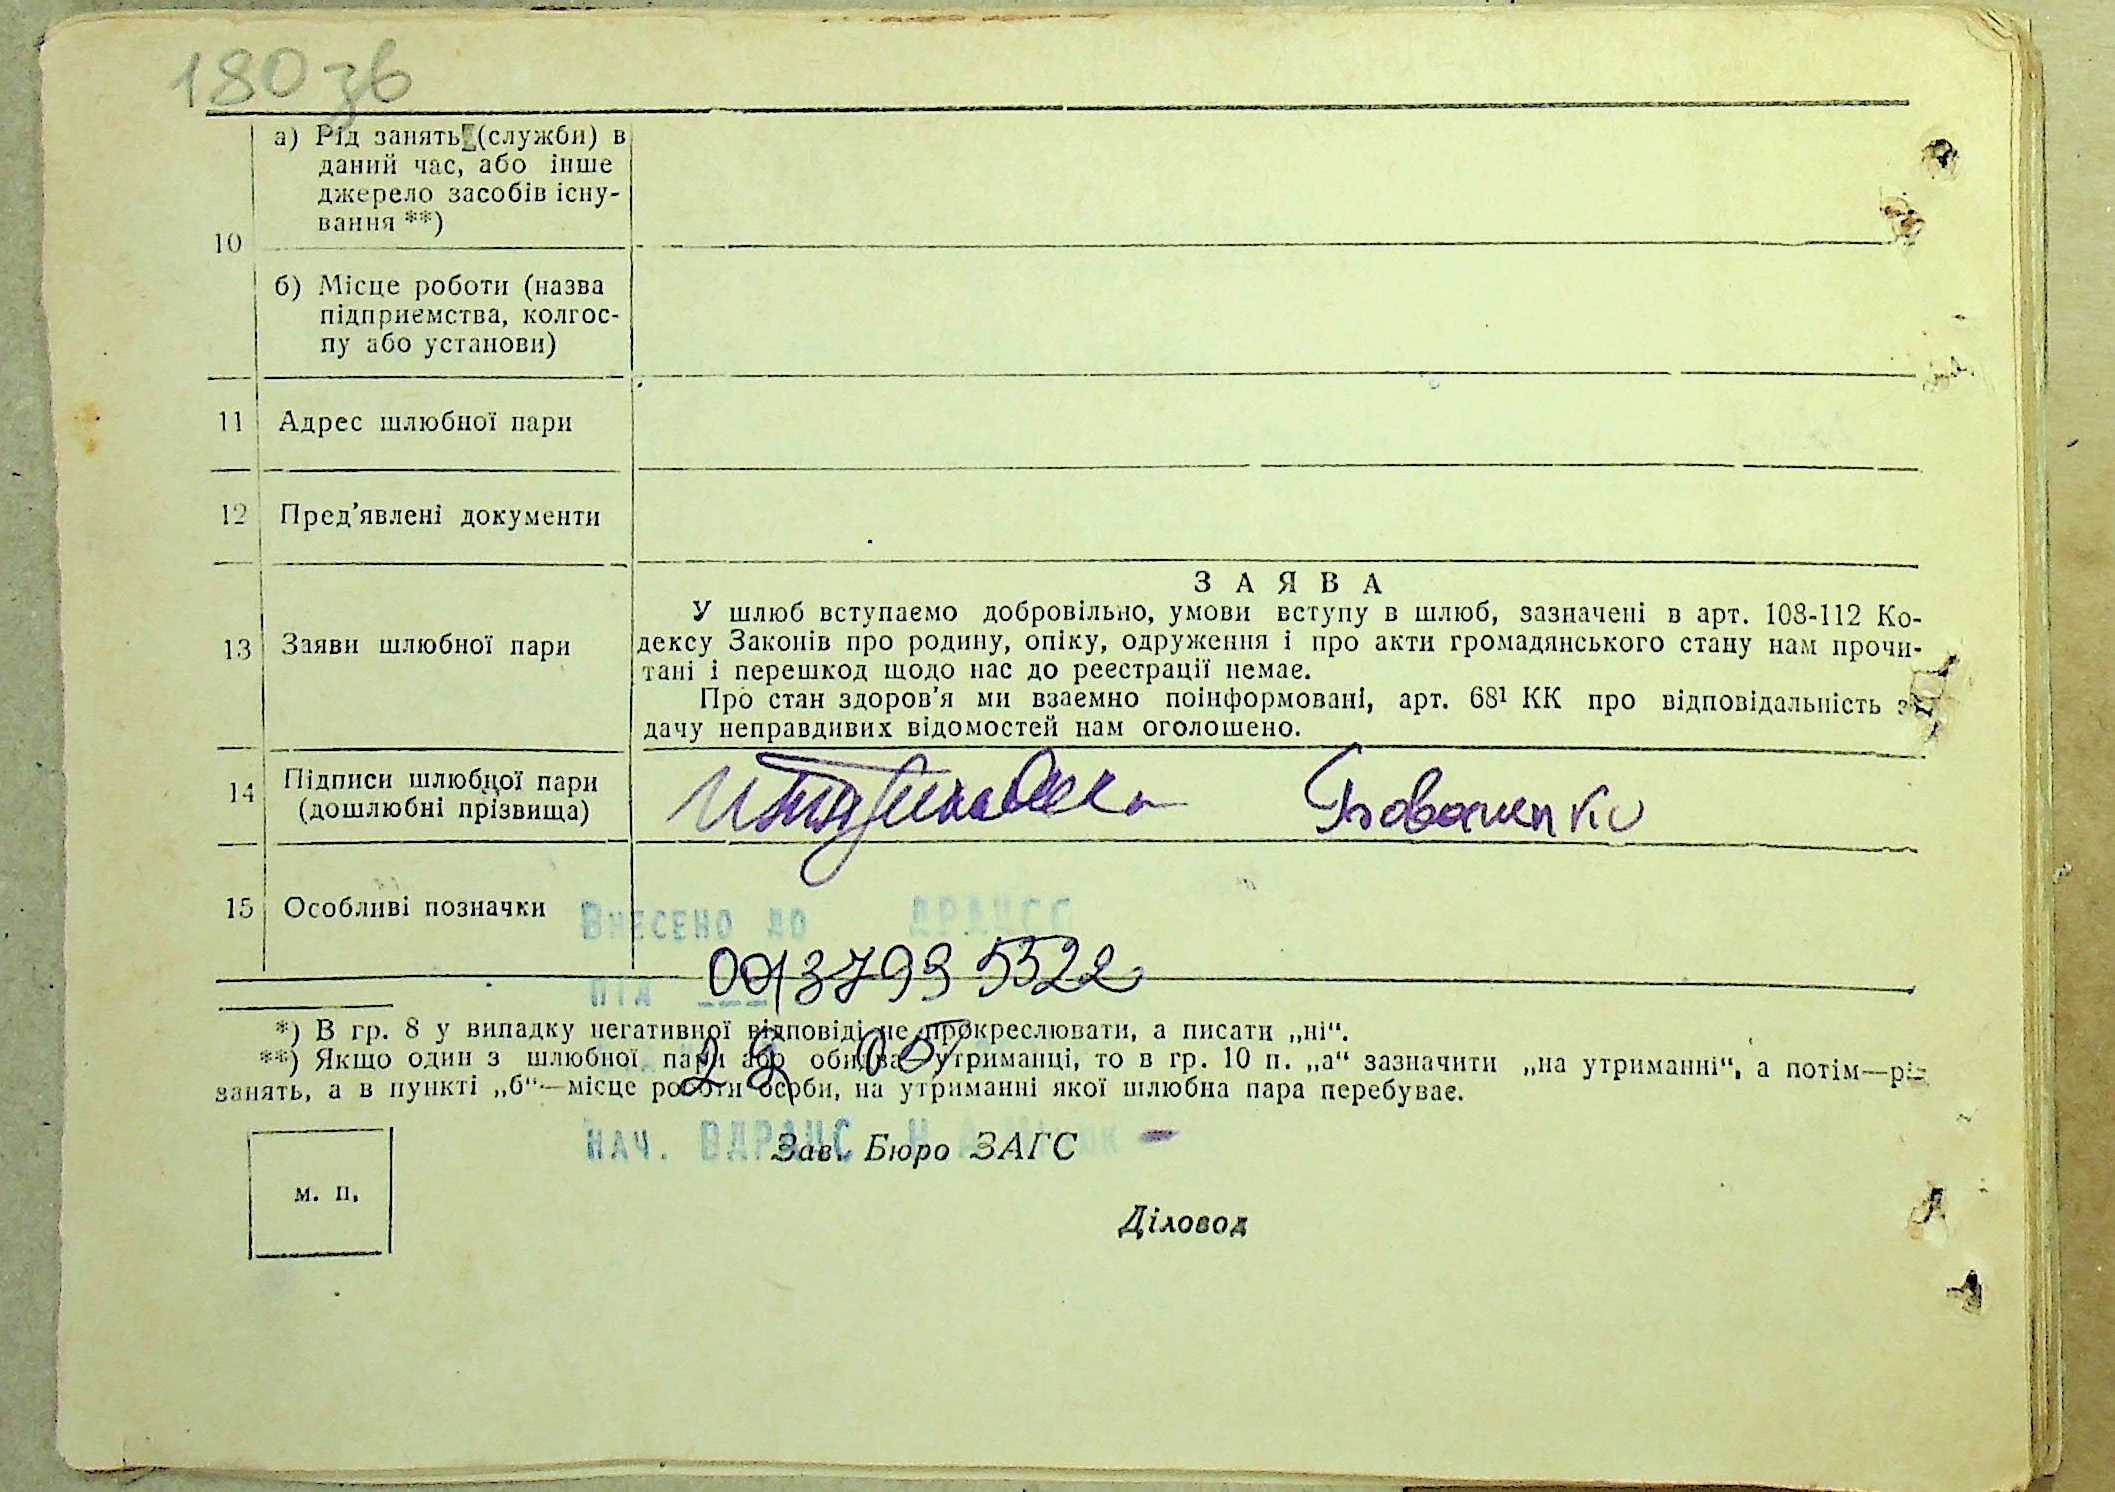 180 зв
10
а) Рід занять (служби) в
даний час, або інше
джерело засобів існу-
вання **)
б) Місце роботи (назва
підприємства, колгос-
пу або установи)
11 Адрес шлюбної пари
12 Пред'явлені документи
13 Заяви шлюбної пари
ЗАЯВА
У шлюб вступаємо добровільно, умови вступу в шлюб, зазначені в арт. 108-112 Ко-
дексу Законів про родину, опіку, одруження і про акти громадянського стану нам прочи-
тані і перешкод щодо нас до реєстрації немає.
Про стан здоров'я ми взаємно поінформовані, арт. 68¹ КК про відповідальність
дачу неправдивих відомостей нам оголошено.
14 Підписи шлюбної пари
(дошлюбні прізвища)
15 Особливі позначки
Внесено до ДРАЦСГ
00137995522
*) В гр. 8 у випадку негативної відповіді не прокреслювати, а писати „ні“.
**) Якщо один з шлюбної пари або обидва утриманці, то в гр. 10 п. „а“ зазначити „на утриманні“, а потім—рід
занять, а в пункті „б“—місце роботи особи, на утриманні якої шлюбна пара перебуває.
нач. ВДРАЦС
Зав. Бюро ЗАГС
м. п.
Діловод